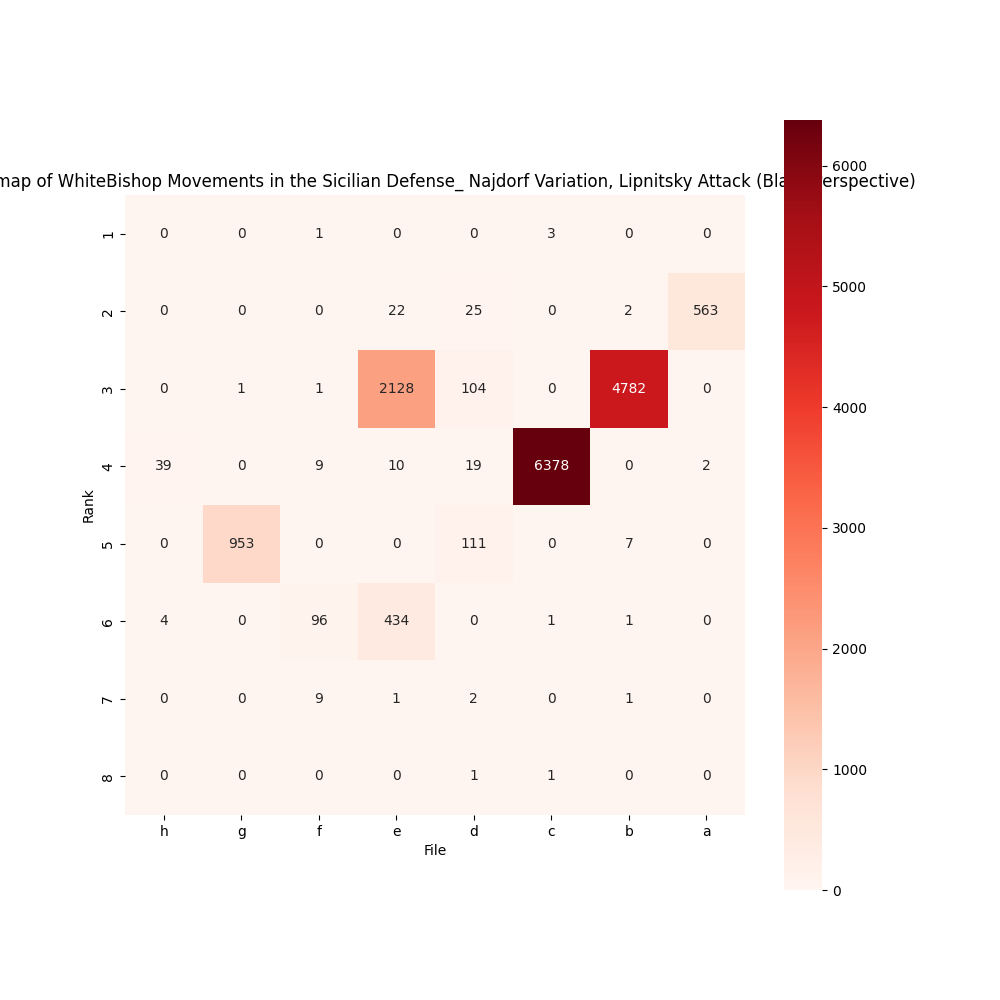 map of WhiteBishop Movements in the Sicilian Defense_ Najdorf Variation, Lipnitsky Attack (Bla erspective)
6000
5000
4000
3000
2000
1000
0
Rank
1 0 0 1 0 0 3 0 0
2 0 0 0 22 25 0 2 563
3 0 1 1 2128 104 0 4782 0
4 39 0 9 10 19 6378 0 2
5 0 953 0 0 111 0 7 0
6 4 0 96 434 0 1 1 0
7 0 0 9 1 2 0 1 0
8 0 0 0 0 1 1 0 0
h g f e d c b a
File